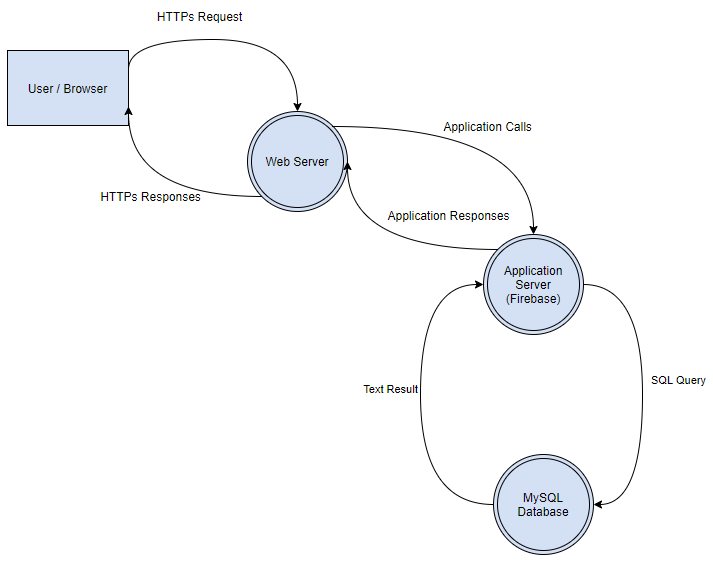 HTTPs Request
User / Browser
Application Calls
Web Server
HTTPs Responses
Application Responses
Application
Server
(Firebase)
SQL Query
Text Result
MySQL
Database